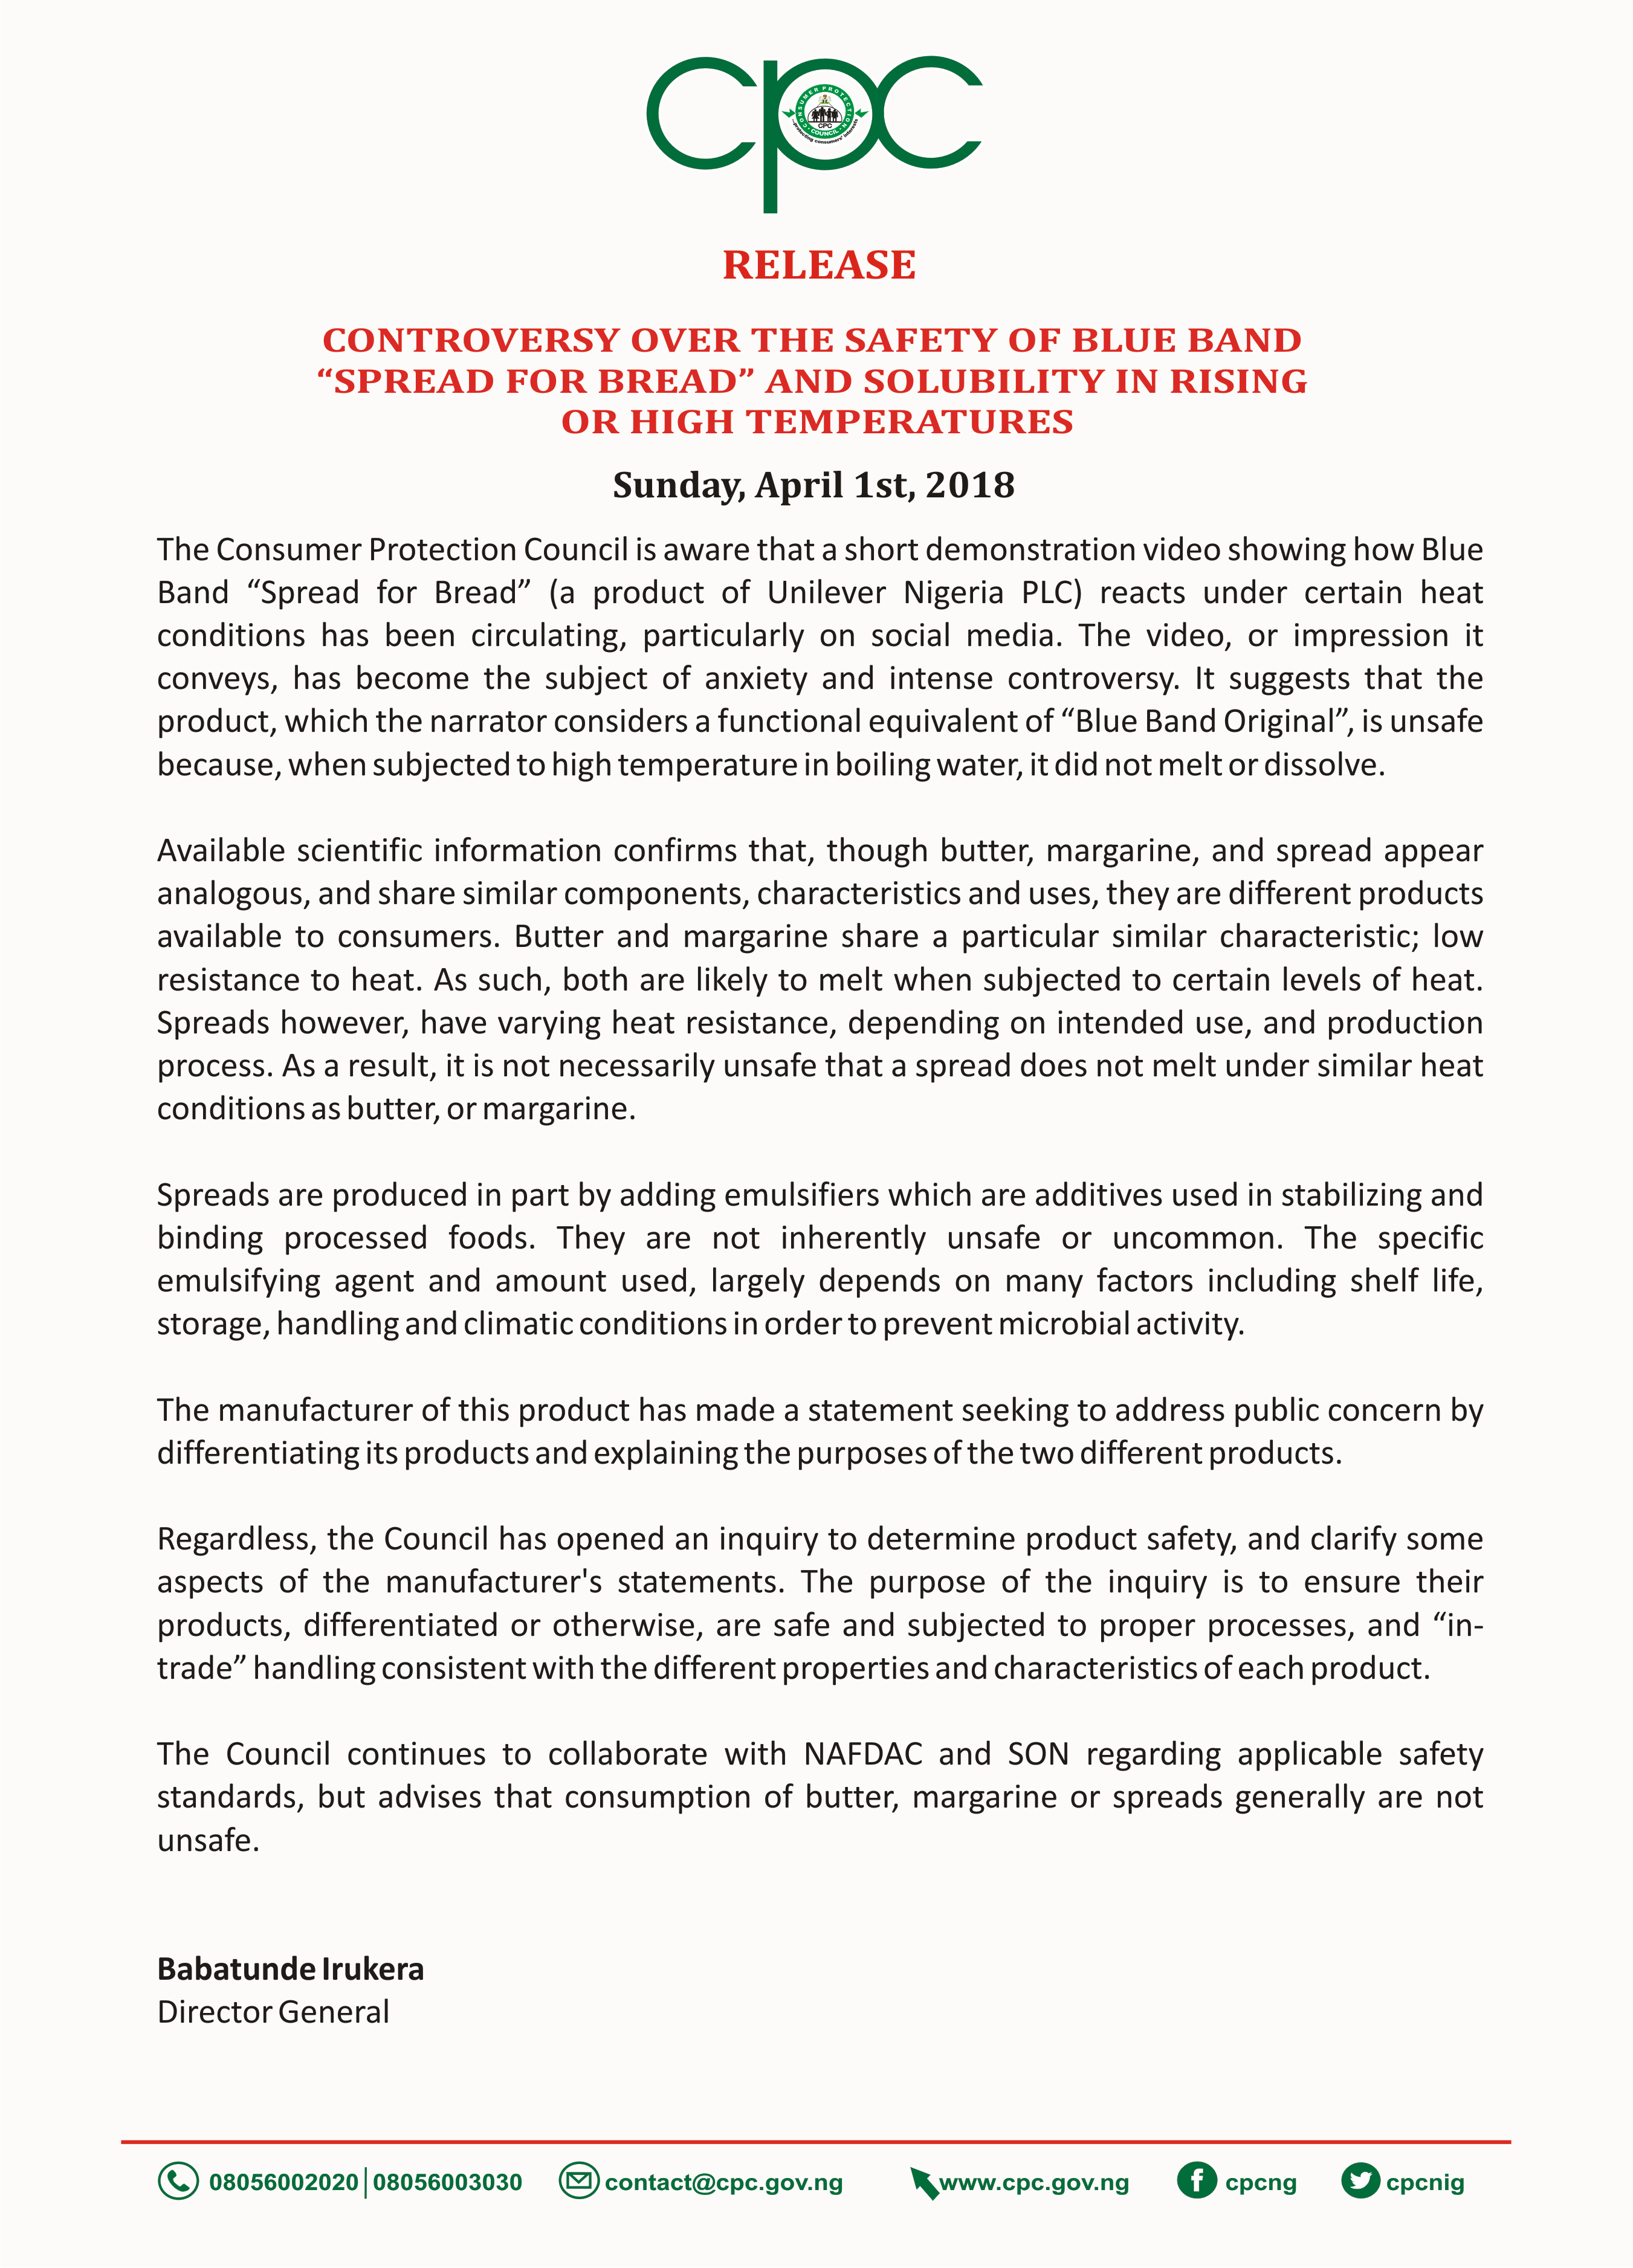 cpc
CONSUMER PROTECTION
CPC
COUNCIL
...protecting consumers' interests
RELEASE
CONTROVERSY OVER THE SAFETY OF BLUE BAND
“SPREAD FOR BREAD” AND SOLUBILITY IN RISING
OR HIGH TEMPERATURES
Sunday, April 1st, 2018
The Consumer Protection Council is aware that a short demonstration video showing how Blue
Band “Spread for Bread” (a product of Unilever Nigeria PLC) reacts under certain heat
conditions has been circulating, particularly on social media. The video, or impression it
conveys, has become the subject of anxiety and intense controversy. It suggests that the
product, which the narrator considers a functional equivalent of “Blue Band Original”, is unsafe
because, when subjected to high temperature in boiling water, it did not melt or dissolve.
Available scientific information confirms that, though butter, margarine, and spread appear
analogous, and share similar components, characteristics and uses, they are different products
available to consumers. Butter and margarine share a particular similar characteristic; low
resistance to heat. As such, both are likely to melt when subjected to certain levels of heat.
Spreads however, have varying heat resistance, depending on intended use, and production
process. As a result, it is not necessarily unsafe that a spread does not melt under similar heat
conditions as butter, or margarine.
Spreads are produced in part by adding emulsifiers which are additives used in stabilizing and
binding processed foods. They are not inherently unsafe or uncommon. The specific
emulsifying agent and amount used, largely depends on many factors including shelf life,
storage, handling and climatic conditions in order to prevent microbial activity.
The manufacturer of this product has made a statement seeking to address public concern by
differentiating its products and explaining the purposes of the two different products.
Regardless, the Council has opened an inquiry to determine product safety, and clarify some
aspects of the manufacturer's statements. The purpose of the inquiry is to ensure their
products, differentiated or otherwise, are safe and subjected to proper processes, and “in-
trade” handling consistent with the different properties and characteristics of each product.
The Council continues to collaborate with NAFDAC and SON regarding applicable safety
standards, but advises that consumption of butter, margarine or spreads generally are not
unsafe.
Babatunde Irukera
Director General
08056002020 | 08056003030 contact@cpc.gov.ng www.cpc.gov.ng cpcng cpcnig